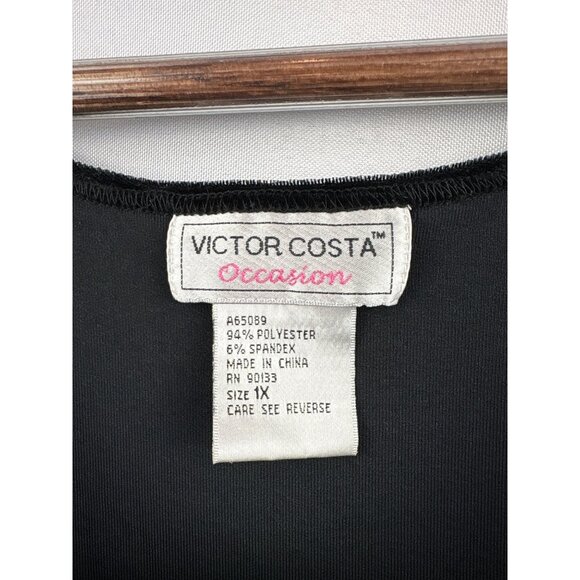 VICTOR COSTA™
Occasion
A65089
94% POLYESTER
6% SPANDEX
MADE IN CHINA
RN 90133
SIZE 1X
CARE SEE REVERSE